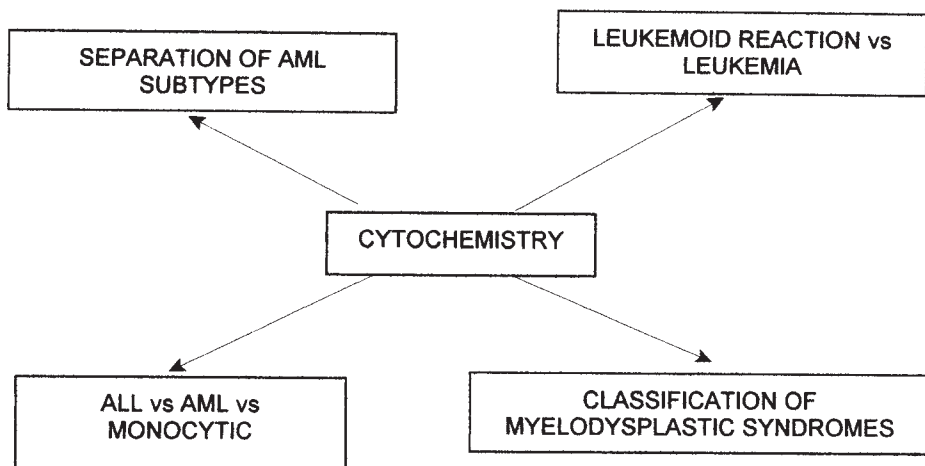 SEPARATION OF AML
SUBTYPES
LEUKEMOID REACTION vs
LEUKEMIA
CYTOCHEMISTRY
ALL vs AML vs
MONOCYTIC
CLASSIFICATION OF
MYELODYSPLASTIC SYNDROMES